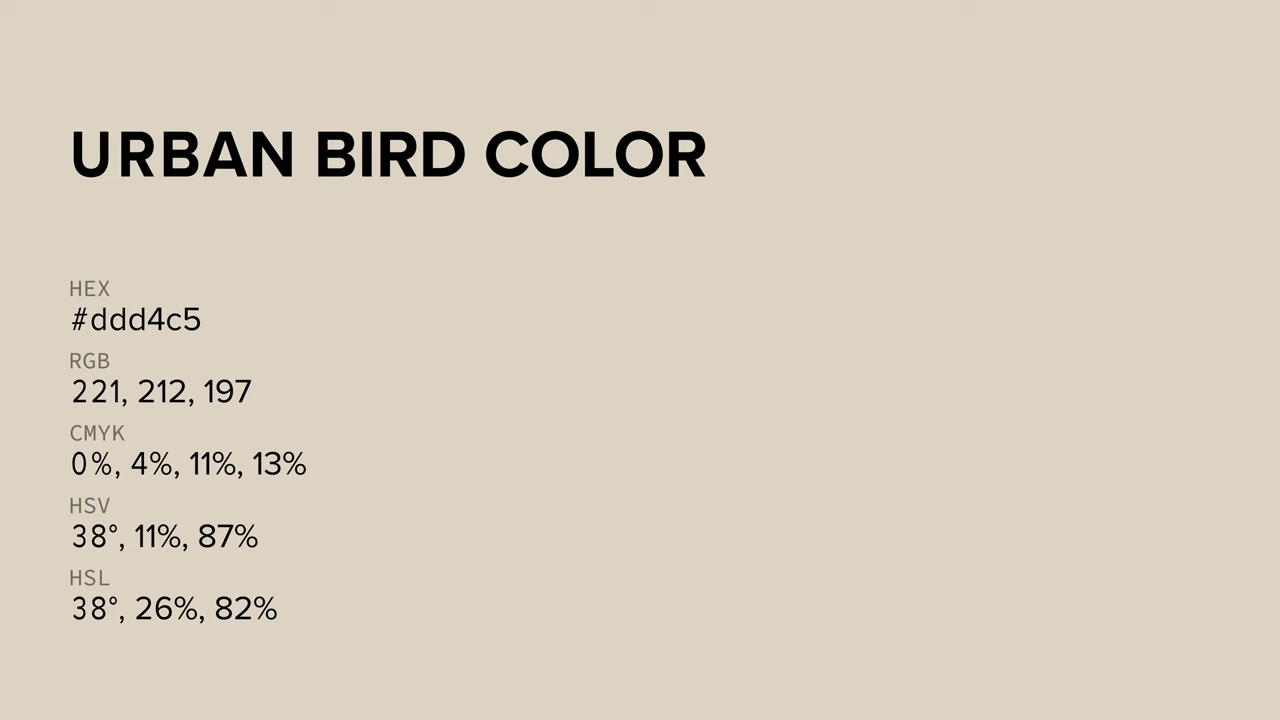 URBAN BIRD COLOR
HEX
#ddd4c5
RGB
221, 212, 197
CMYK
0%, 4%, 11%, 13%
HSV
38°, 11%, 87%
HSL
38°, 26%, 82%